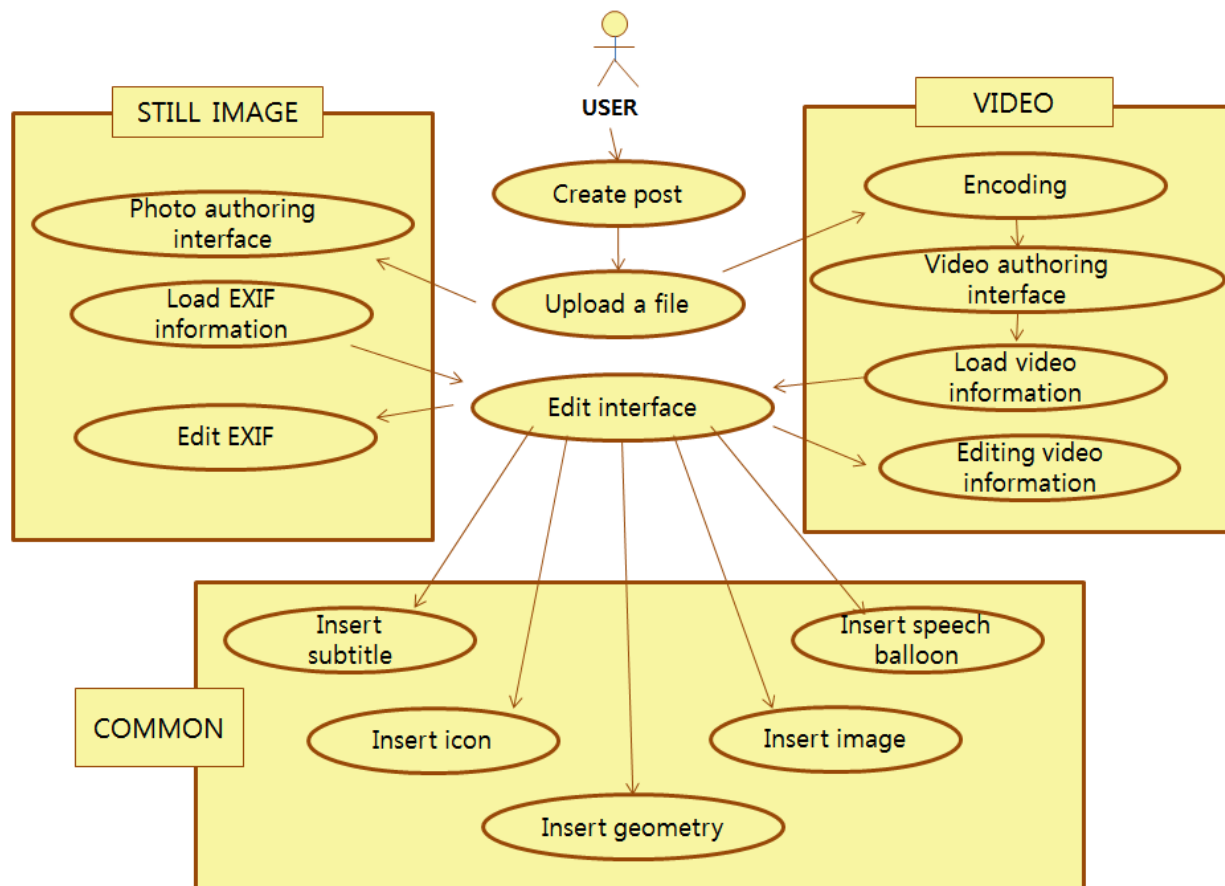 USER
STILL IMAGE
Photo authoring
interface
Load EXIF
information
Edit EXIF
Create post
Upload a file
Edit interface
VIDEO
Encoding
Video authoring
interface
Load video
information
Editing video
information
COMMON
Insert
subtitle
Insert speech
balloon
Insert icon
Insert image
Insert geometry